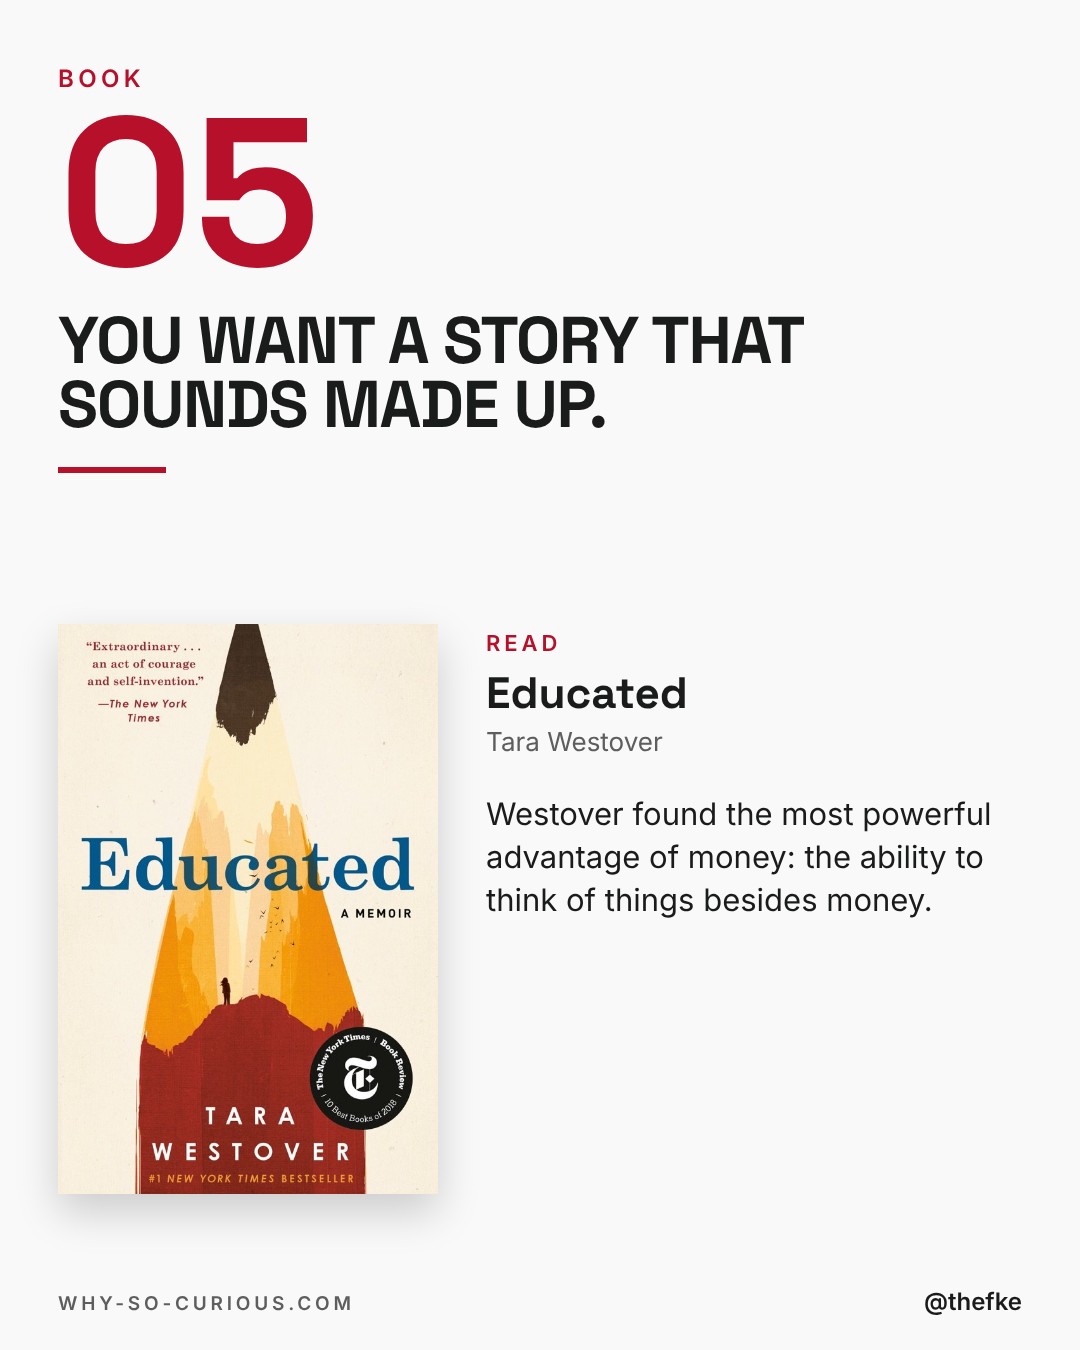 BOOK
05
YOU WANT A STORY THAT
SOUNDS MADE UP.
“Extraordinary . . .
an act of courage
and self-invention.”
—The New York
Times
Educated
A MEMOIR
The New York Times | Book Review
| 10 Best Books of 2018 |
T
TARA
WESTOVER
#1 NEW YORK TIMES BESTSELLER
READ
Educated
Tara Westover
Westover found the most powerful
advantage of money: the ability to
think of things besides money.
WHY-SO-CURIOUS.COM
@thefke